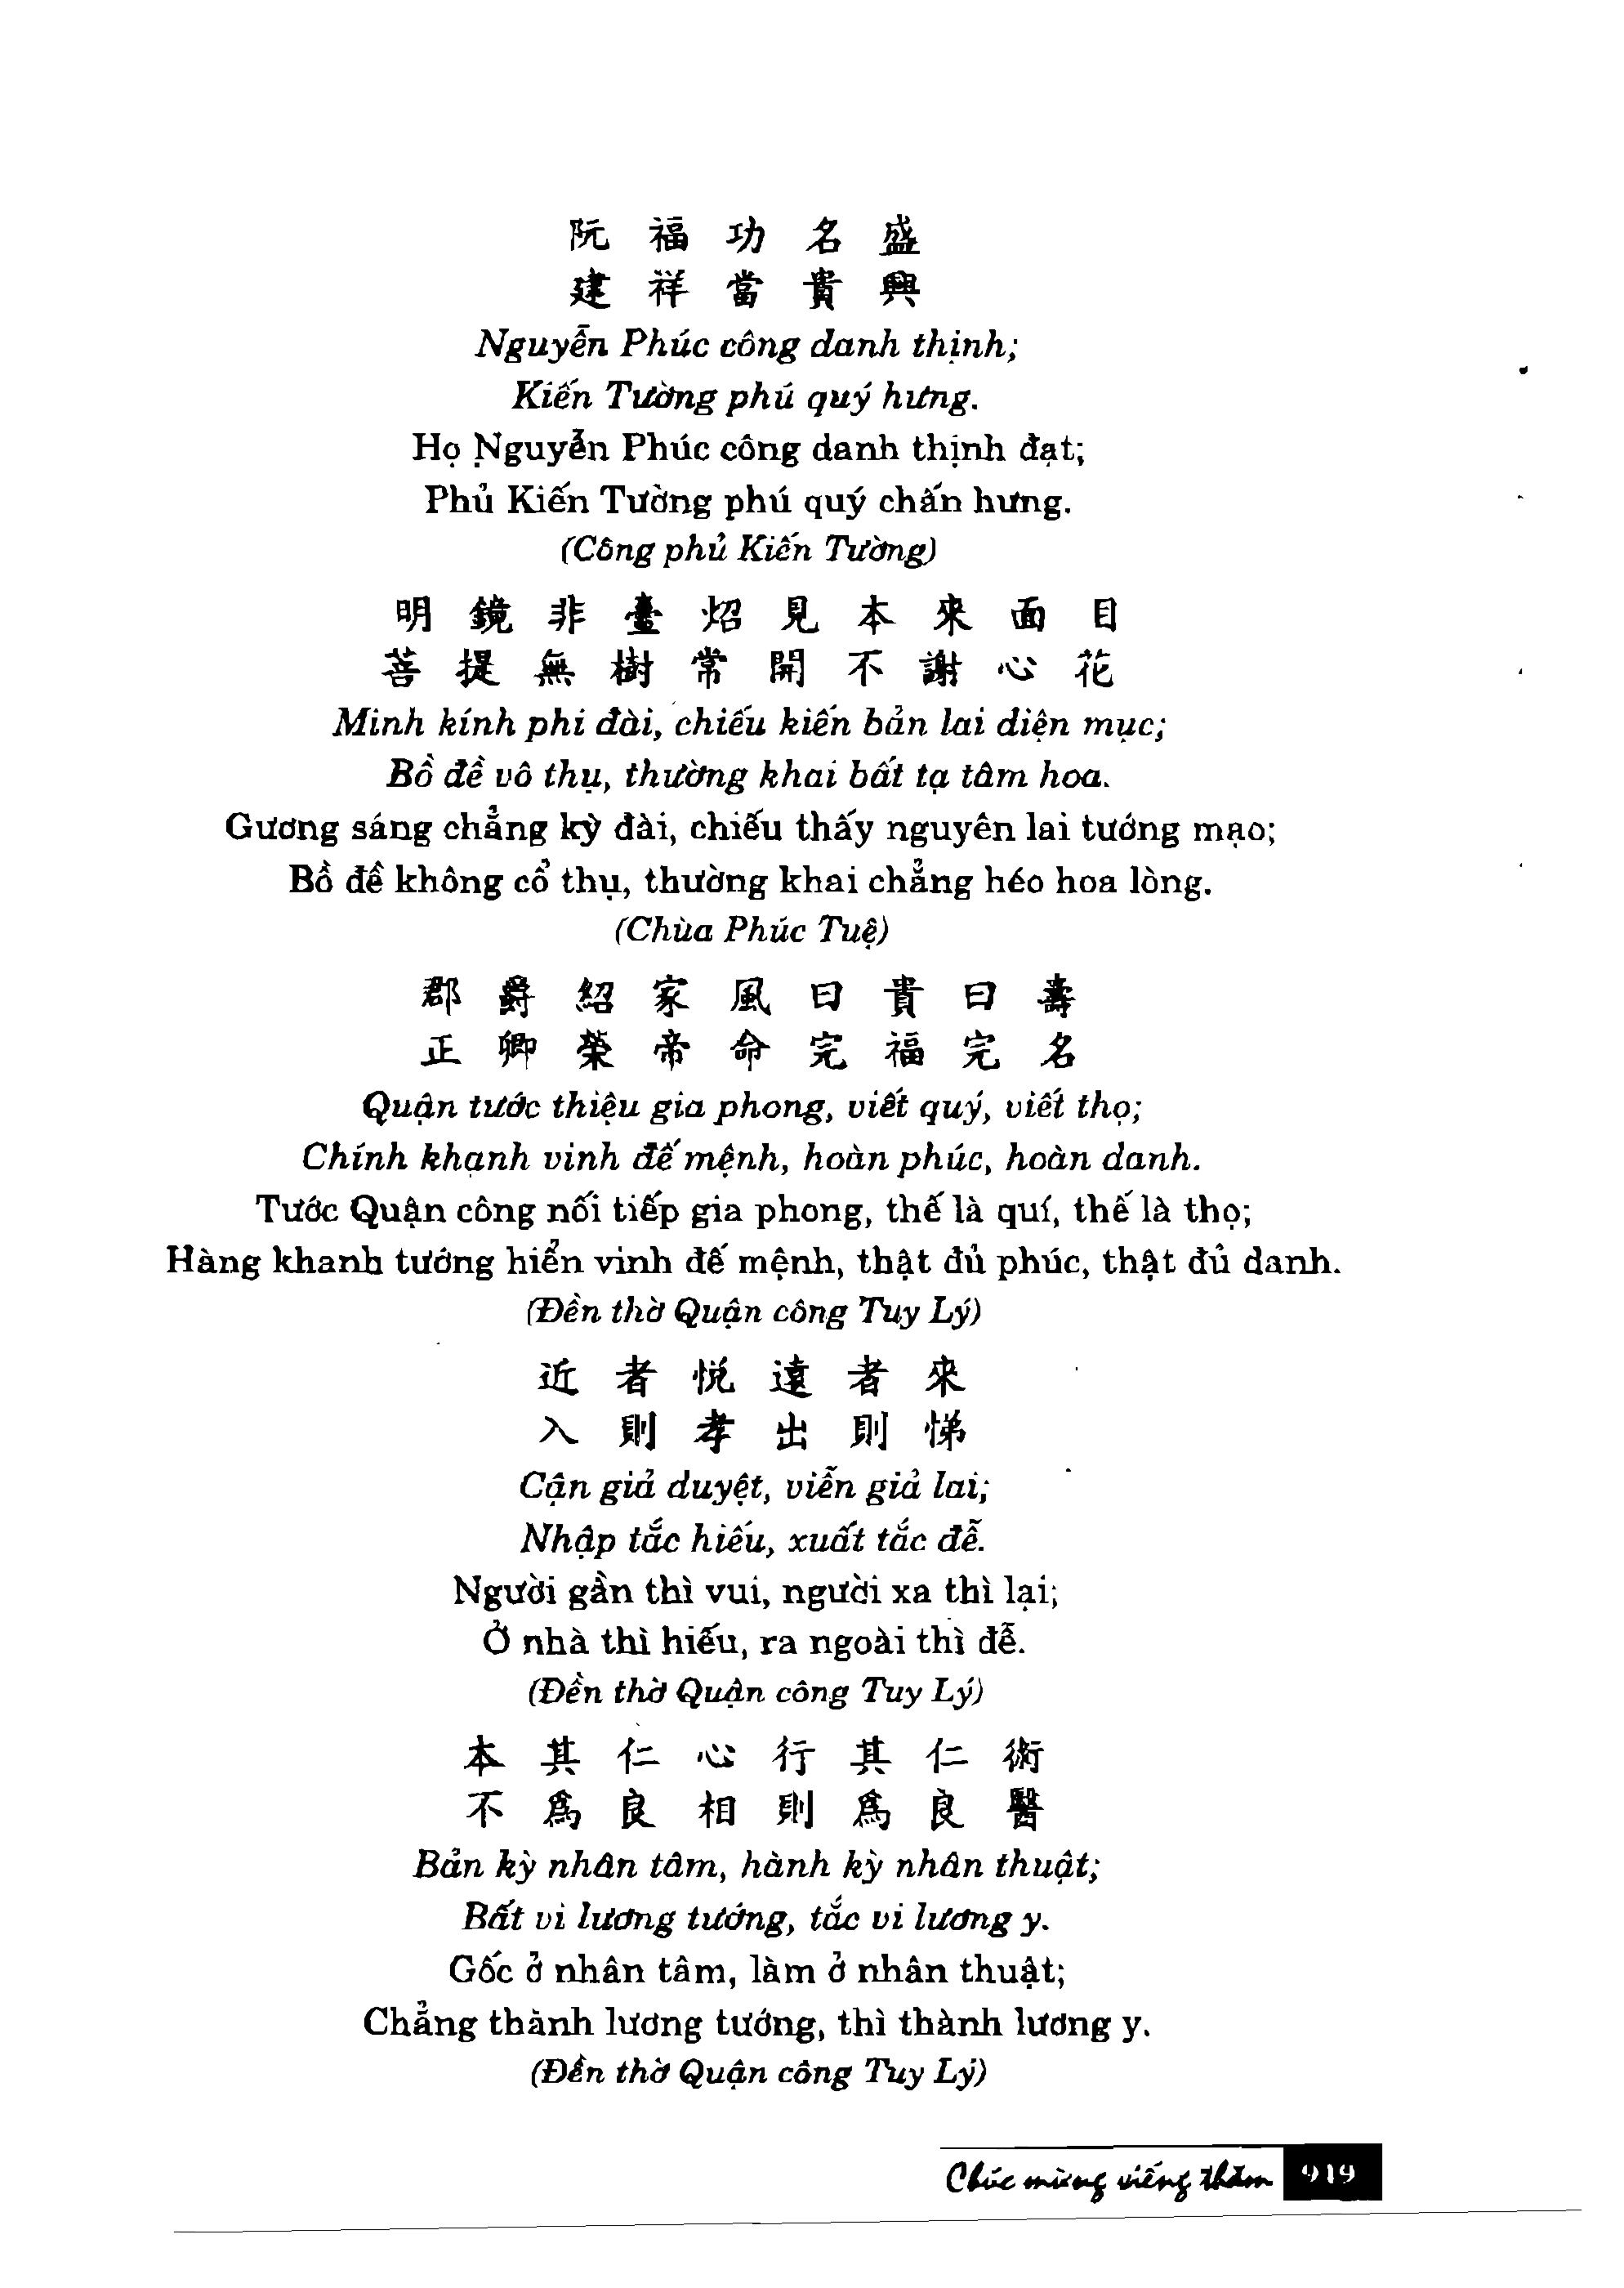 阮福功名盛
建祥當貴興
Nguyễn Phúc công danh thịnh;
Kiến Tường phú quý hưng.
Họ Nguyễn Phúc công danh thịnh đạt;
Phủ Kiến Tường phú quý chấn hưng.
(Công phủ Kiến Tường)
明鏡非臺炤見本來面目
菩提無樹常開不謝心花
Minh kính phi đài, chiếu kiến bản lai diện mục;
Bồ đề vô thụ, thường khai bất tạ tâm hoa.
Gương sáng chẳng kỳ đài, chiếu thấy nguyên lai tướng mạo;
Bồ đề không cổ thụ, thường khai chẳng héo hoa lòng.
(Chùa Phúc Tuệ)
郡爵紹家風曰貴曰壽
正卿榮帝命完福完名
Quận tước thiệu gia phong, viết quý, viết thọ;
Chính khạnh vinh đế mệnh, hoàn phúc, hoàn danh.
Tước Quận công nối tiếp gia phong, thế là quí, thế là thọ;
Hàng khanh tướng hiển vinh đế mệnh, thật đủ phúc, thật đủ danh.
(Đền thờ Quận công Tuy Lý)
近者悅遠者來
入則孝出則悌
Cận giả duyệt, viễn giả lai;
Nhập tắc hiếu, xuất tắc đễ.
Người gần thì vui, người xa thì lại;
Ở nhà thì hiếu, ra ngoài thì đễ.
(Đền thờ Quận công Tuy Lý)
本其仁心行其仁術
不爲良相則爲良醫
Bản kỳ nhân tâm, hành kỳ nhân thuật;
Bất vi lương tướng, tắc vi lương y.
Gốc ở nhân tâm, làm ở nhân thuật;
Chẳng thành lương tướng, thì thành lương y.
(Đền thờ Quận công Tuy Lý)
Chúc mừng viếng thăm 919